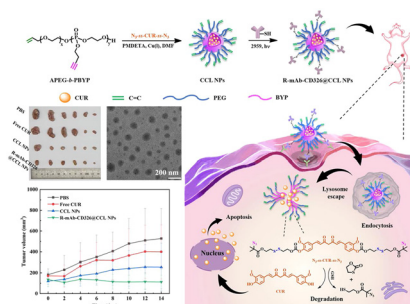 N₃-ss-CUR-ss-N₃
PMDETA, Cu(I), DMF
SH
2959, hv
APEG-b-PBYP
CCL NPs
R-mAb-CD326@CCL NPs
CUR
C=C
PEG
BYP
PBS
Free CUR
CCL NPs
R-mAb-CD326
@CCL NPs
200 nm
Lysosome
escape
Endocytosis
Apoptosis
Nucleus
N₃-ss-CUR-ss-N₃
GSH
CUR
Degradation
Tumor volume (mm³)
1000
800
600
400
200
0
PBS
Free CUR
CCL NPs
R-mAb-CD326@CCL NPs
0 2 4 6 8 10 12 14